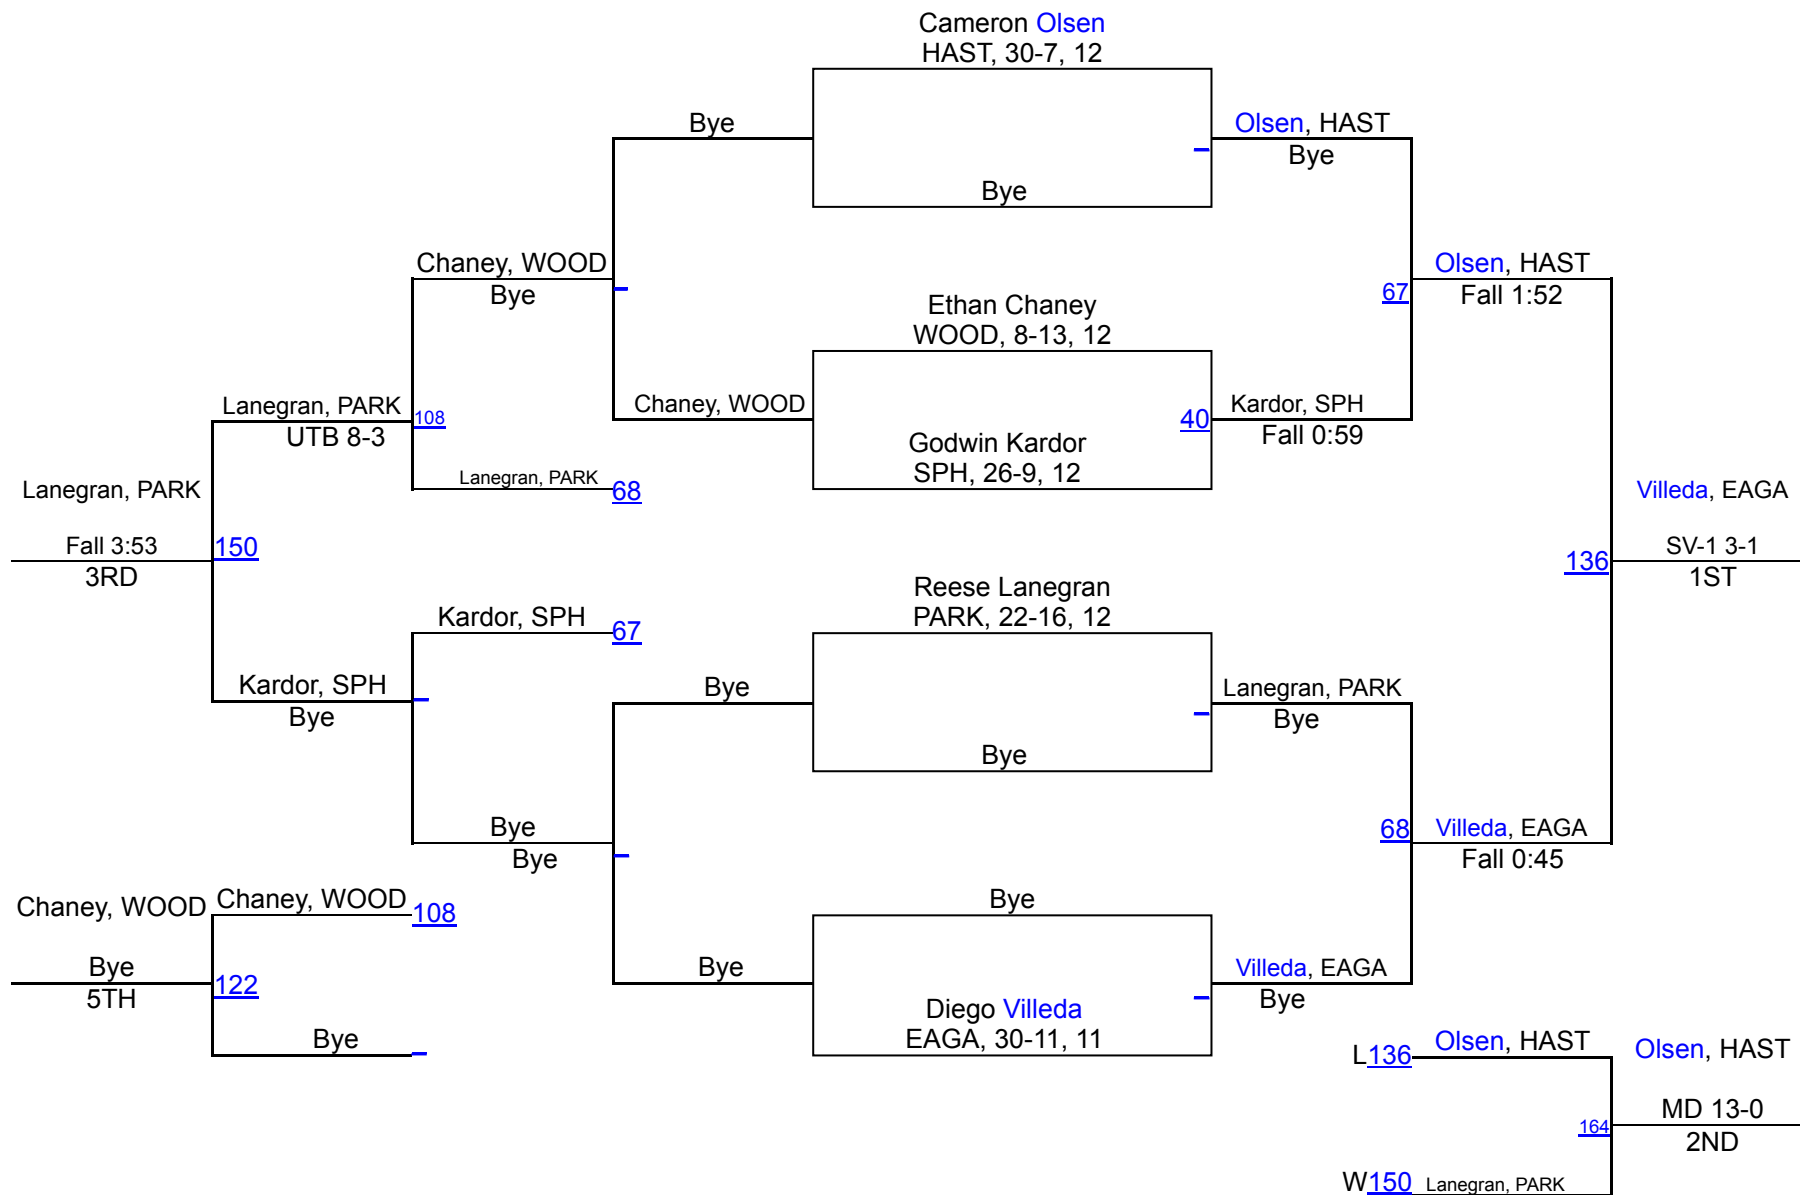 Cameron Olsen
HAST, 30-7, 12
Bye
Olsen, HAST
Bye
Bye
Chaney, WOOD
Bye
Olsen, HAST
67
Fall 1:52
Ethan Chaney
WOOD, 8-13, 12
Lanegran, PARK
108
UTB 8-3
Chaney, WOOD
40
Kardor, SPH
Fall 0:59
Godwin Kardor
SPH, 26-9, 12
Lanegran, PARK
68
Lanegran, PARK
Villeda, EAGA
Fall 3:53
150
3RD
136
SV-1 3-1
1ST
Reese Lanegran
PARK, 22-16, 12
Kardor, SPH
67
Kardor, SPH
Bye
Bye
Lanegran, PARK
Bye
Bye
Bye
Bye
68
Villeda, EAGA
Fall 0:45
Chaney, WOOD
Chaney, WOOD
108
Bye
Bye
122
5TH
Bye
Villeda, EAGA
Bye
Diego Villeda
EAGA, 30-11, 11
Bye
L136
Olsen, HAST
Olsen, HAST
164
MD 13-0
2ND
W150
Lanegran, PARK